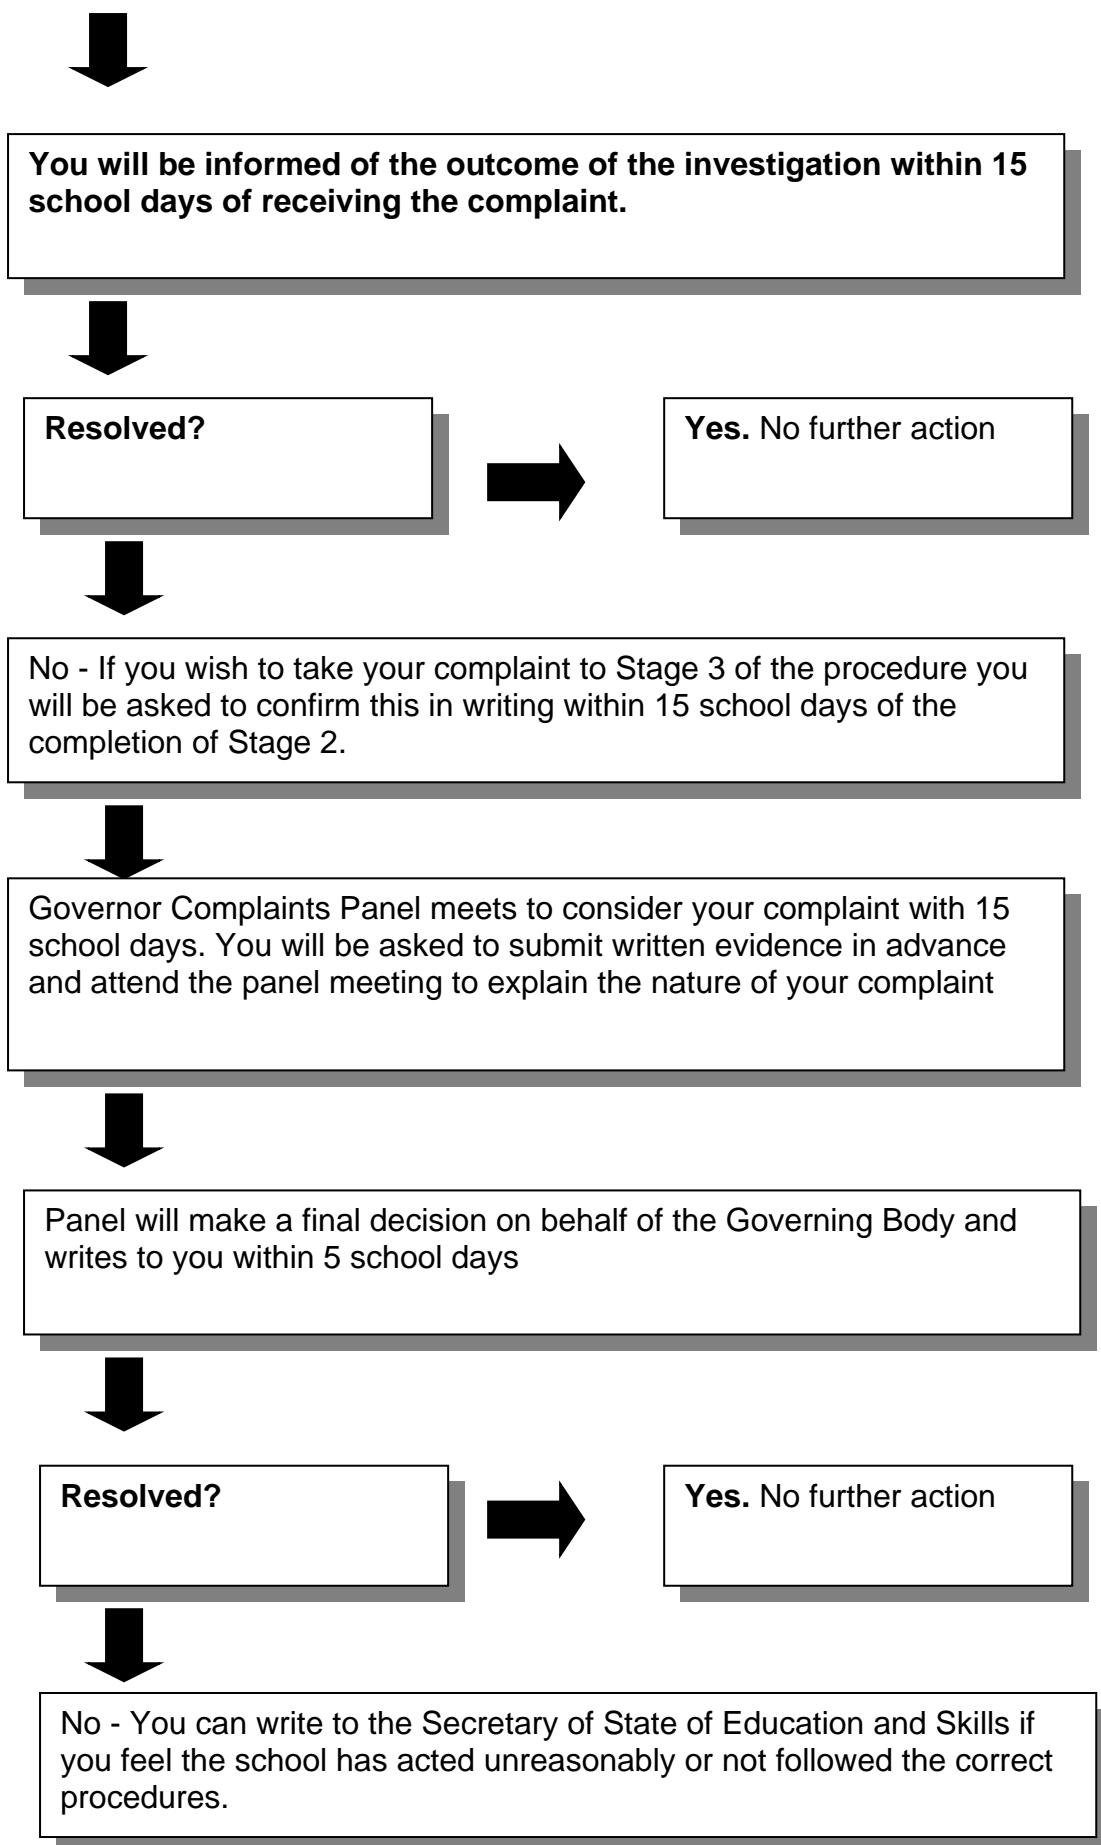 You will be informed of the outcome of the investigation within 15
school days of receiving the complaint.
Resolved?
Yes. No further action
No - If you wish to take your complaint to Stage 3 of the procedure you
will be asked to confirm this in writing within 15 school days of the
completion of Stage 2.
Governor Complaints Panel meets to consider your complaint with 15
school days. You will be asked to submit written evidence in advance
and attend the panel meeting to explain the nature of your complaint
Panel will make a final decision on behalf of the Governing Body and
writes to you within 5 school days
Resolved?
Yes. No further action
No - You can write to the Secretary of State of Education and Skills if
you feel the school has acted unreasonably or not followed the correct
procedures.